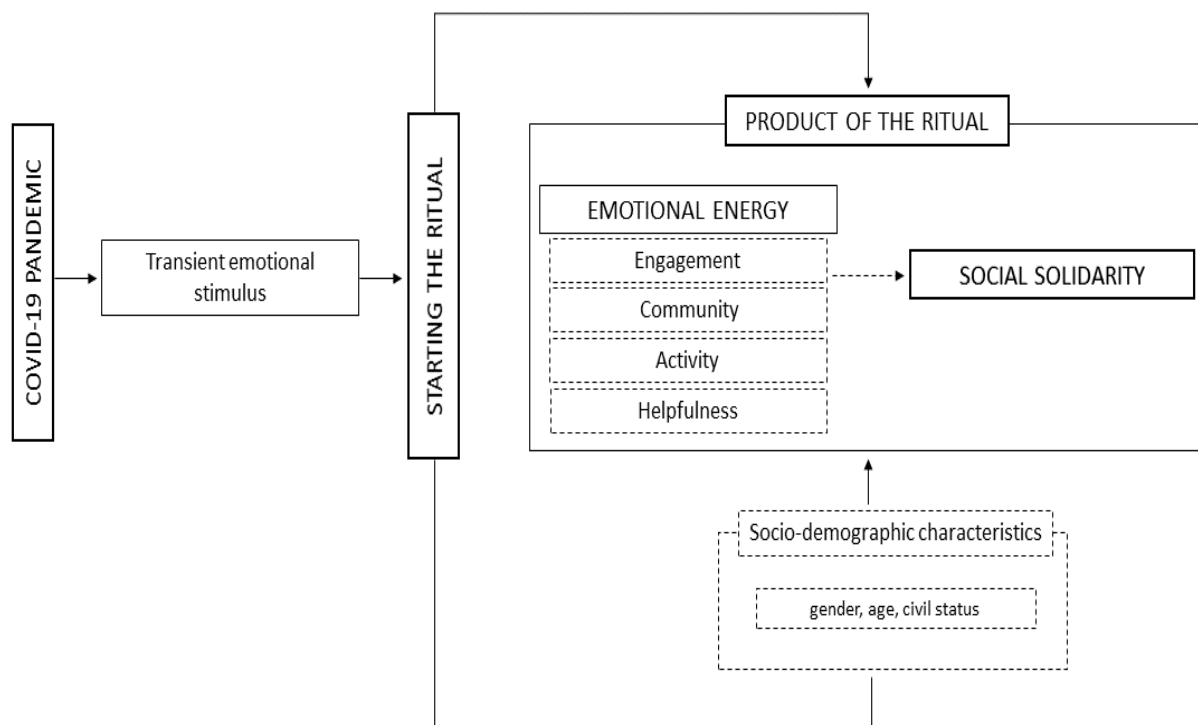 COVID-19 PANDEMIC
Transient emotional
stimulus
STARTING THE RITUAL
PRODUCT OF THE RITUAL
EMOTIONAL ENERGY
Engagement
Community
Activity
Helpfulness
SOCIAL SOLIDARITY
Socio-demographic characteristics
gender, age, civil status